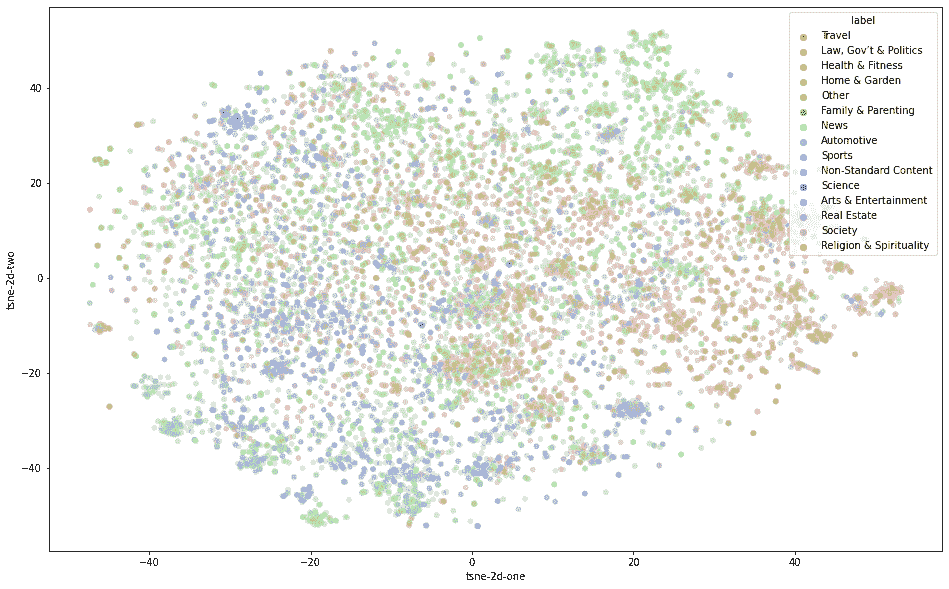 label
Travel
Law, Gov't & Politics
Health & Fitness
Home & Garden
Other
Family & Parenting
News
Automotive
Sports
Non-Standard Content
Science
Arts & Entertainment
Real Estate
Society
Religion & Spirituality
40
20
0
−20
−40
tsne-2d-two
−40 −20 0 20 40
tsne-2d-one